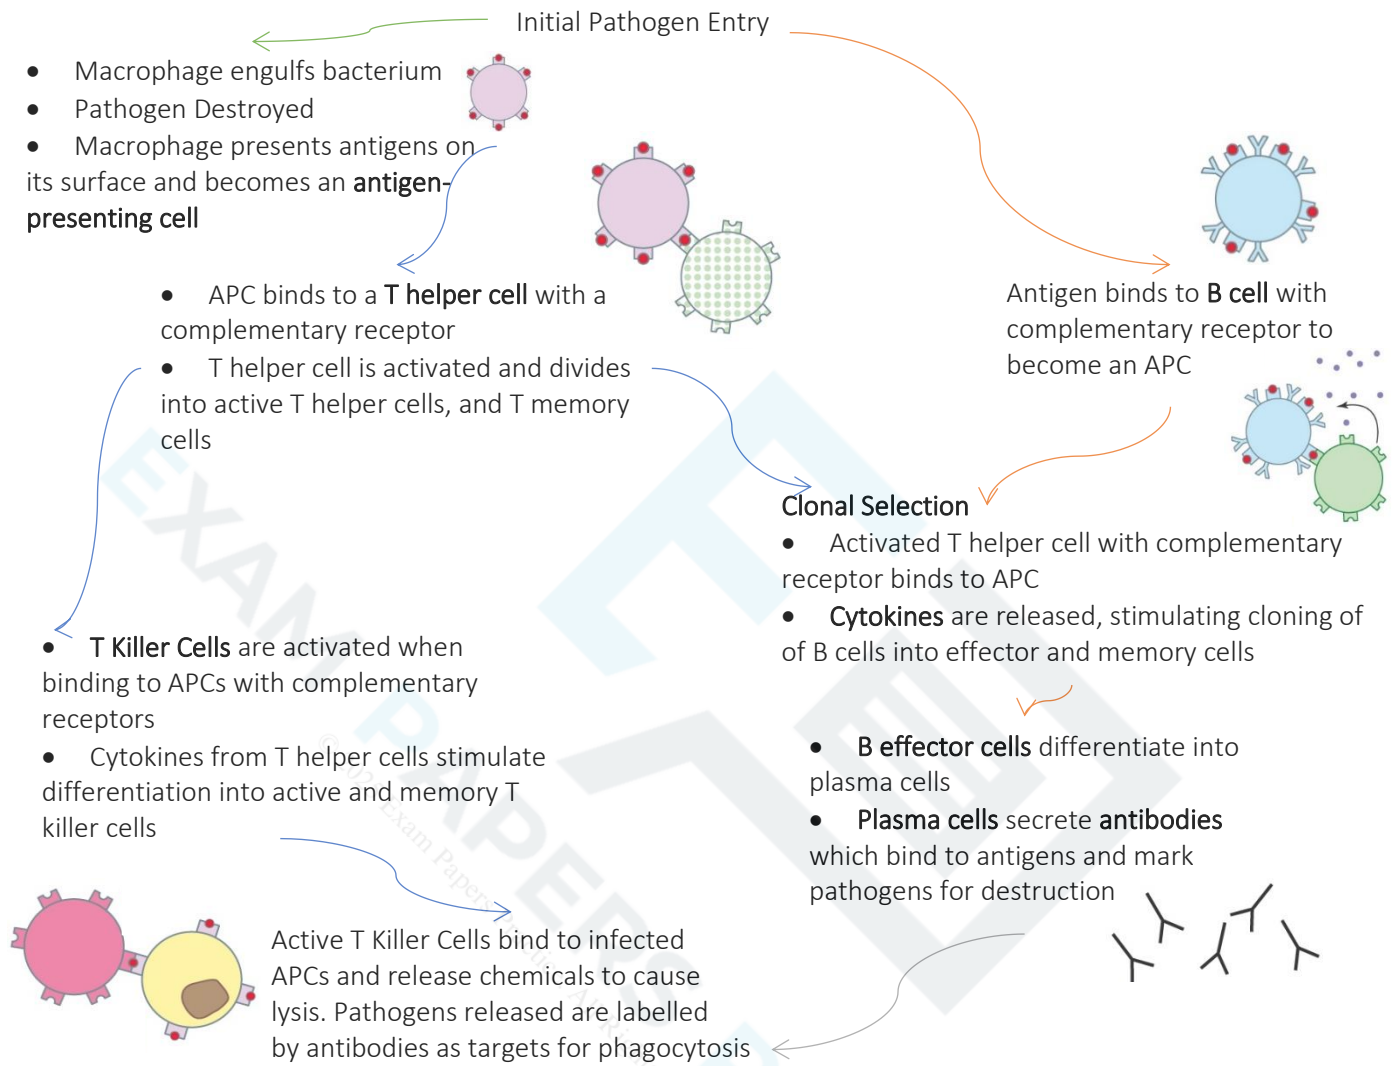 Initial Pathogen Entry
• Macrophage engulfs bacterium
• Pathogen Destroyed
• Macrophage presents antigens on
its surface and becomes an antigen-
presenting cell
• APC binds to a T helper cell with a
complementary receptor
• T helper cell is activated and divides
into active T helper cells, and T memory
cells
Antigen binds to B cell with
complementary receptor to
become an APC
Clonal Selection
• Activated T helper cell with complementary
receptor binds to APC
• Cytokines are released, stimulating cloning of
of B cells into effector and memory cells
• T Killer Cells are activated when
binding to APCs with complementary
receptors
• Cytokines from T helper cells stimulate
differentiation into active and memory T
killer cells
• B effector cells differentiate into
plasma cells
• Plasma cells secrete antibodies
which bind to antigens and mark
pathogens for destruction
Active T Killer Cells bind to infected
APCs and release chemicals to cause
lysis. Pathogens released are labelled
by antibodies as targets for phagocytosis
EXAM PAPERS
Exam Papers